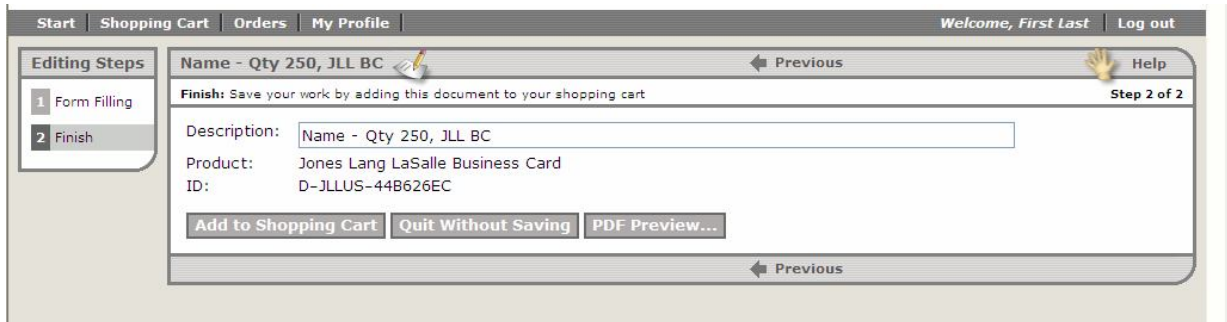 Start Shopping Cart Orders My Profile Welcome, First Last Log out
Editing Steps
1 Form Filling
2 Finish
Name - Qty 250, JLL BC Previous Help
Finish: Save your work by adding this document to your shopping cart Step 2 of 2
Description: Name - Qty 250, JLL BC
Product: Jones Lang LaSalle Business Card
ID: D-JLLUS-44B626EC
Add to Shopping Cart Quit Without Saving PDF Preview...
Previous